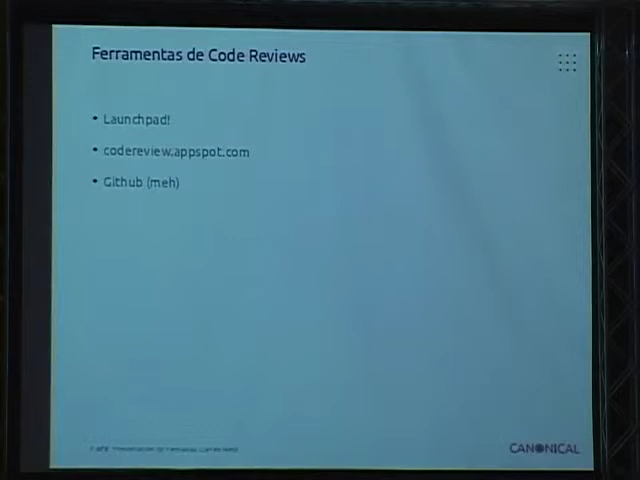 Ferramentas de Code Reviews
• Launchpad!
• codereview.appspot.com
• Github (meh)
CANONICAL